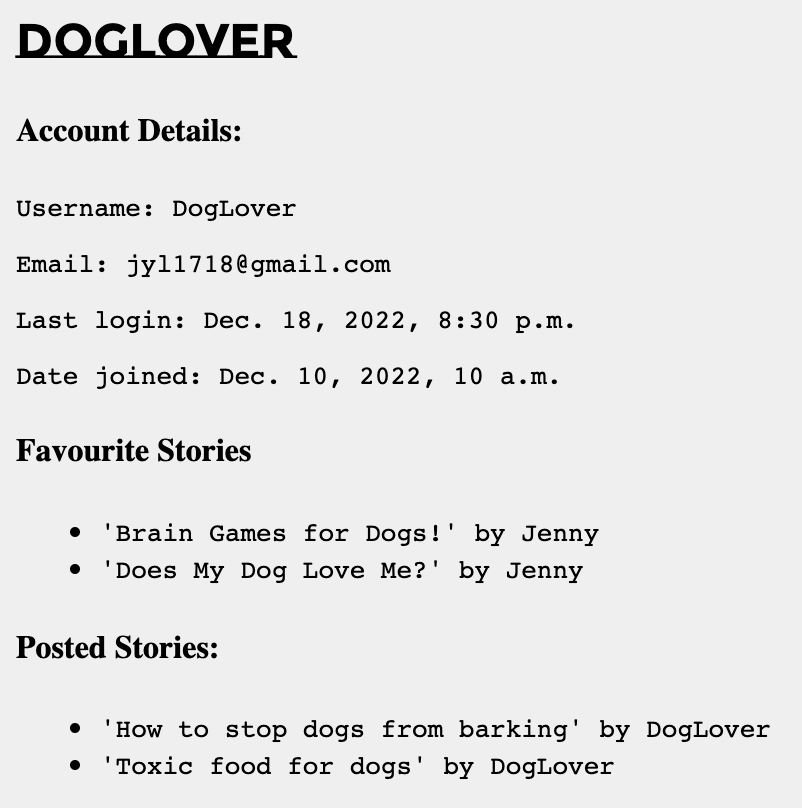 DOGLOVER
Account Details:
Username: DogLover
Email: jyl1718@gmail.com
Last login: Dec. 18, 2022, 8:30 p.m.
Date joined: Dec. 10, 2022, 10 a.m.
Favourite Stories
• 'Brain Games for Dogs!' by Jenny
• 'Does My Dog Love Me?' by Jenny
Posted Stories:
• 'How to stop dogs from barking' by DogLover
• 'Toxic food for dogs' by DogLover